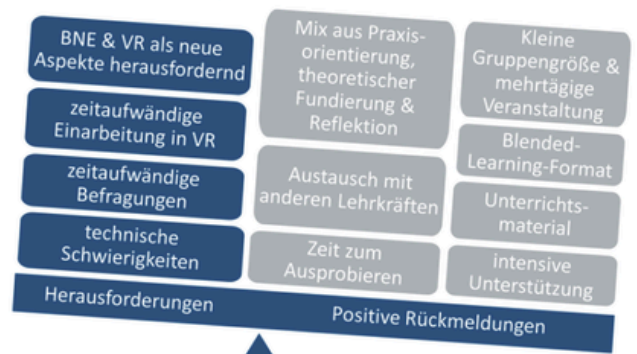 BNE & VR als neue
Aspekte herausfordernd
zeitaufwändige
Einarbeitung in VR
zeitaufwändige
Befragungen
technische
Schwierigkeiten
Mix aus Praxis-
orientierung,
theoretischer
Fundierung &
Reflektion
Austausch mit
anderen Lehrkräften
Zeit zum
Ausprobieren
Kleine
Gruppengröße &
mehrtägige
Veranstaltung
Blended-
Learning-Format
Unterrichts-
material
intensive
Unterstützung
Herausforderungen
Positive Rückmeldungen